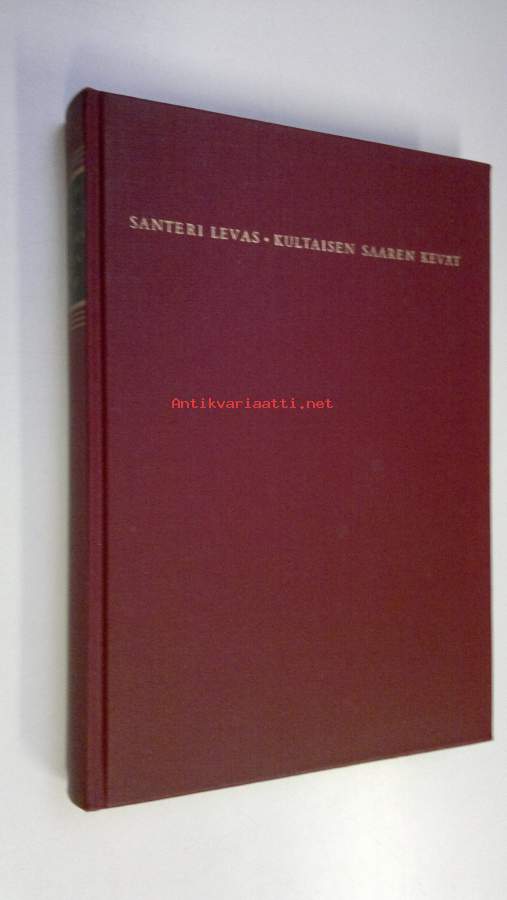 SANTERI LEVAS • KULTAISEN SAAREN KEVÄT
Antikvariaatti.net